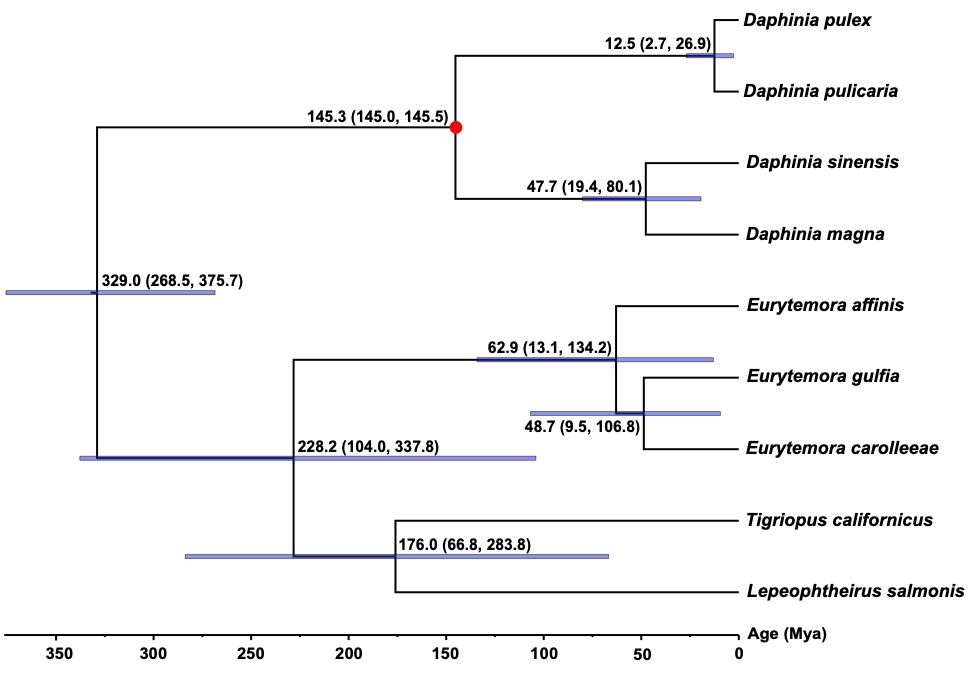 Daphinia pulex
12.5 (2.7, 26.9)
Daphinia pulicaria
145.3 (145.0, 145.5)
Daphinia sinensis
47.7 (19.4, 80.1)
Daphinia magna
329.0 (268.5, 375.7)
Eurytemora affinis
62.9 (13.1, 134.2)
Eurytemora gulfia
48.7 (9.5, 106.8)
Eurytemora carolleeae
228.2 (104.0, 337.8)
Tigriopus californicus
176.0 (66.8, 283.8)
Lepeophtheirus salmonis
Age (Mya)
350 300 250 200 150 100 50 0